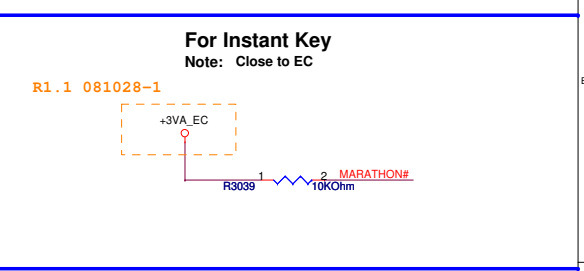 For Instant Key
Note: Close to EC
R1.1 081028-1
+3VA_EC
1 2 MARATHON#
R3039 10KOhm